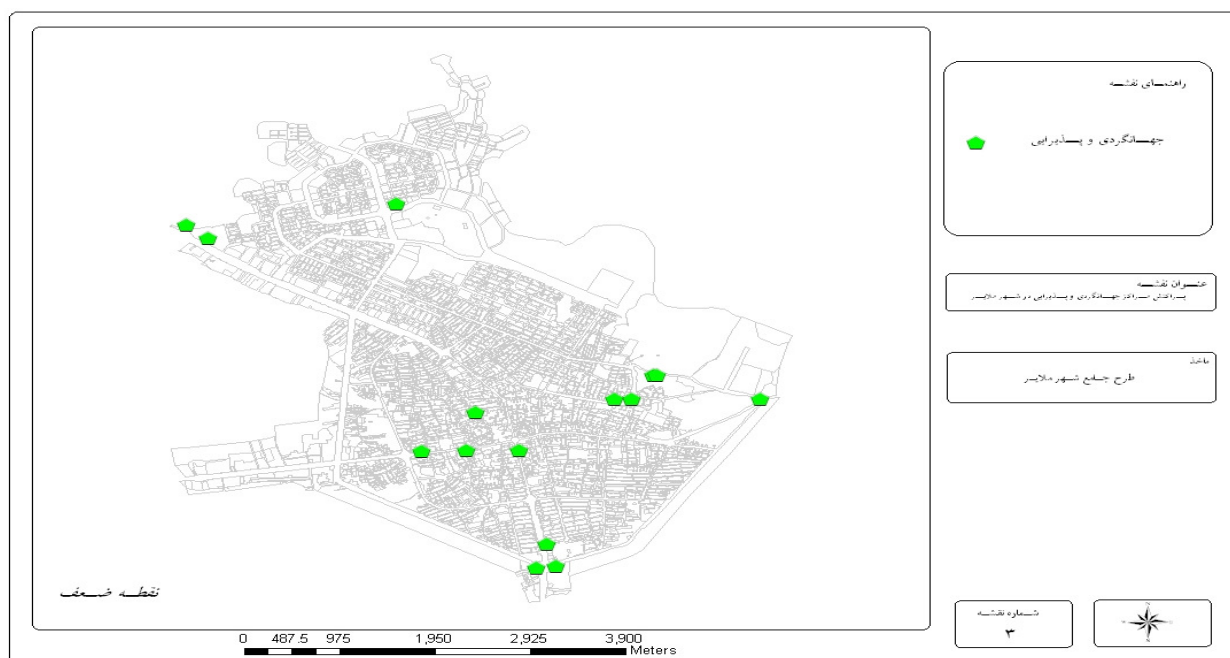 راهنمای نقشه
جهانگردی و پذیرایی
عنوان نقشه
پراکنش مراکز جهانگردی و پذیرایی در شهر ملایر
ماخذ
طرح جامع شهر ملایر
نقطه ضعف
شماره نقشه
۳
0 487.5 975 1,950 2,925 3,900
Meters